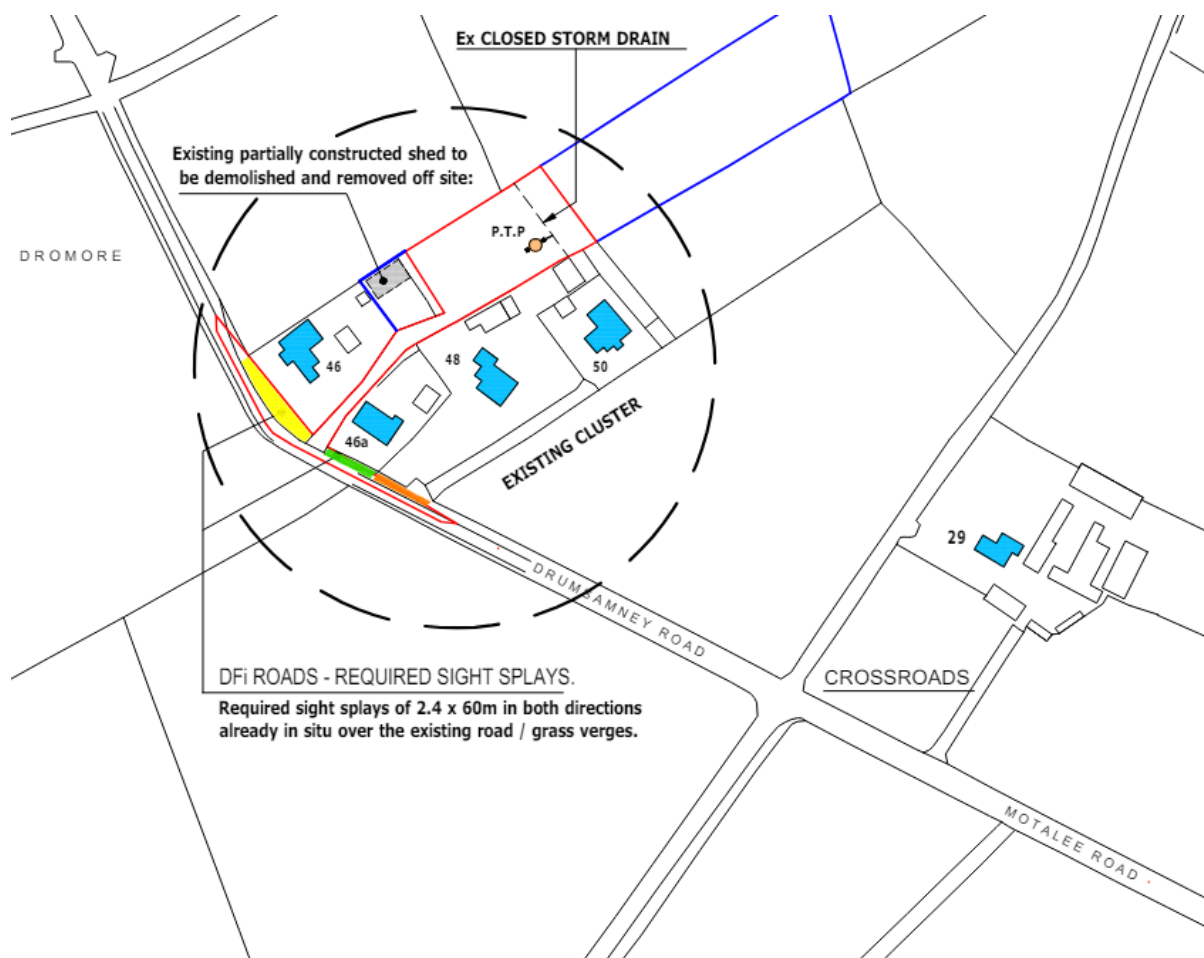 Ex CLOSED STORM DRAIN
Existing partially constructed shed to
be demolished and removed off site:
P.T.P
DROMORE
46
48
50
46a
EXISTING CLUSTER
29
DRUMSAMNEY ROAD
DFi ROADS - REQUIRED SIGHT SPLAYS.
Required sight splays of 2.4 x 60m in both directions
already in situ over the existing road / grass verges.
CROSSROADS
MOTALEE ROAD